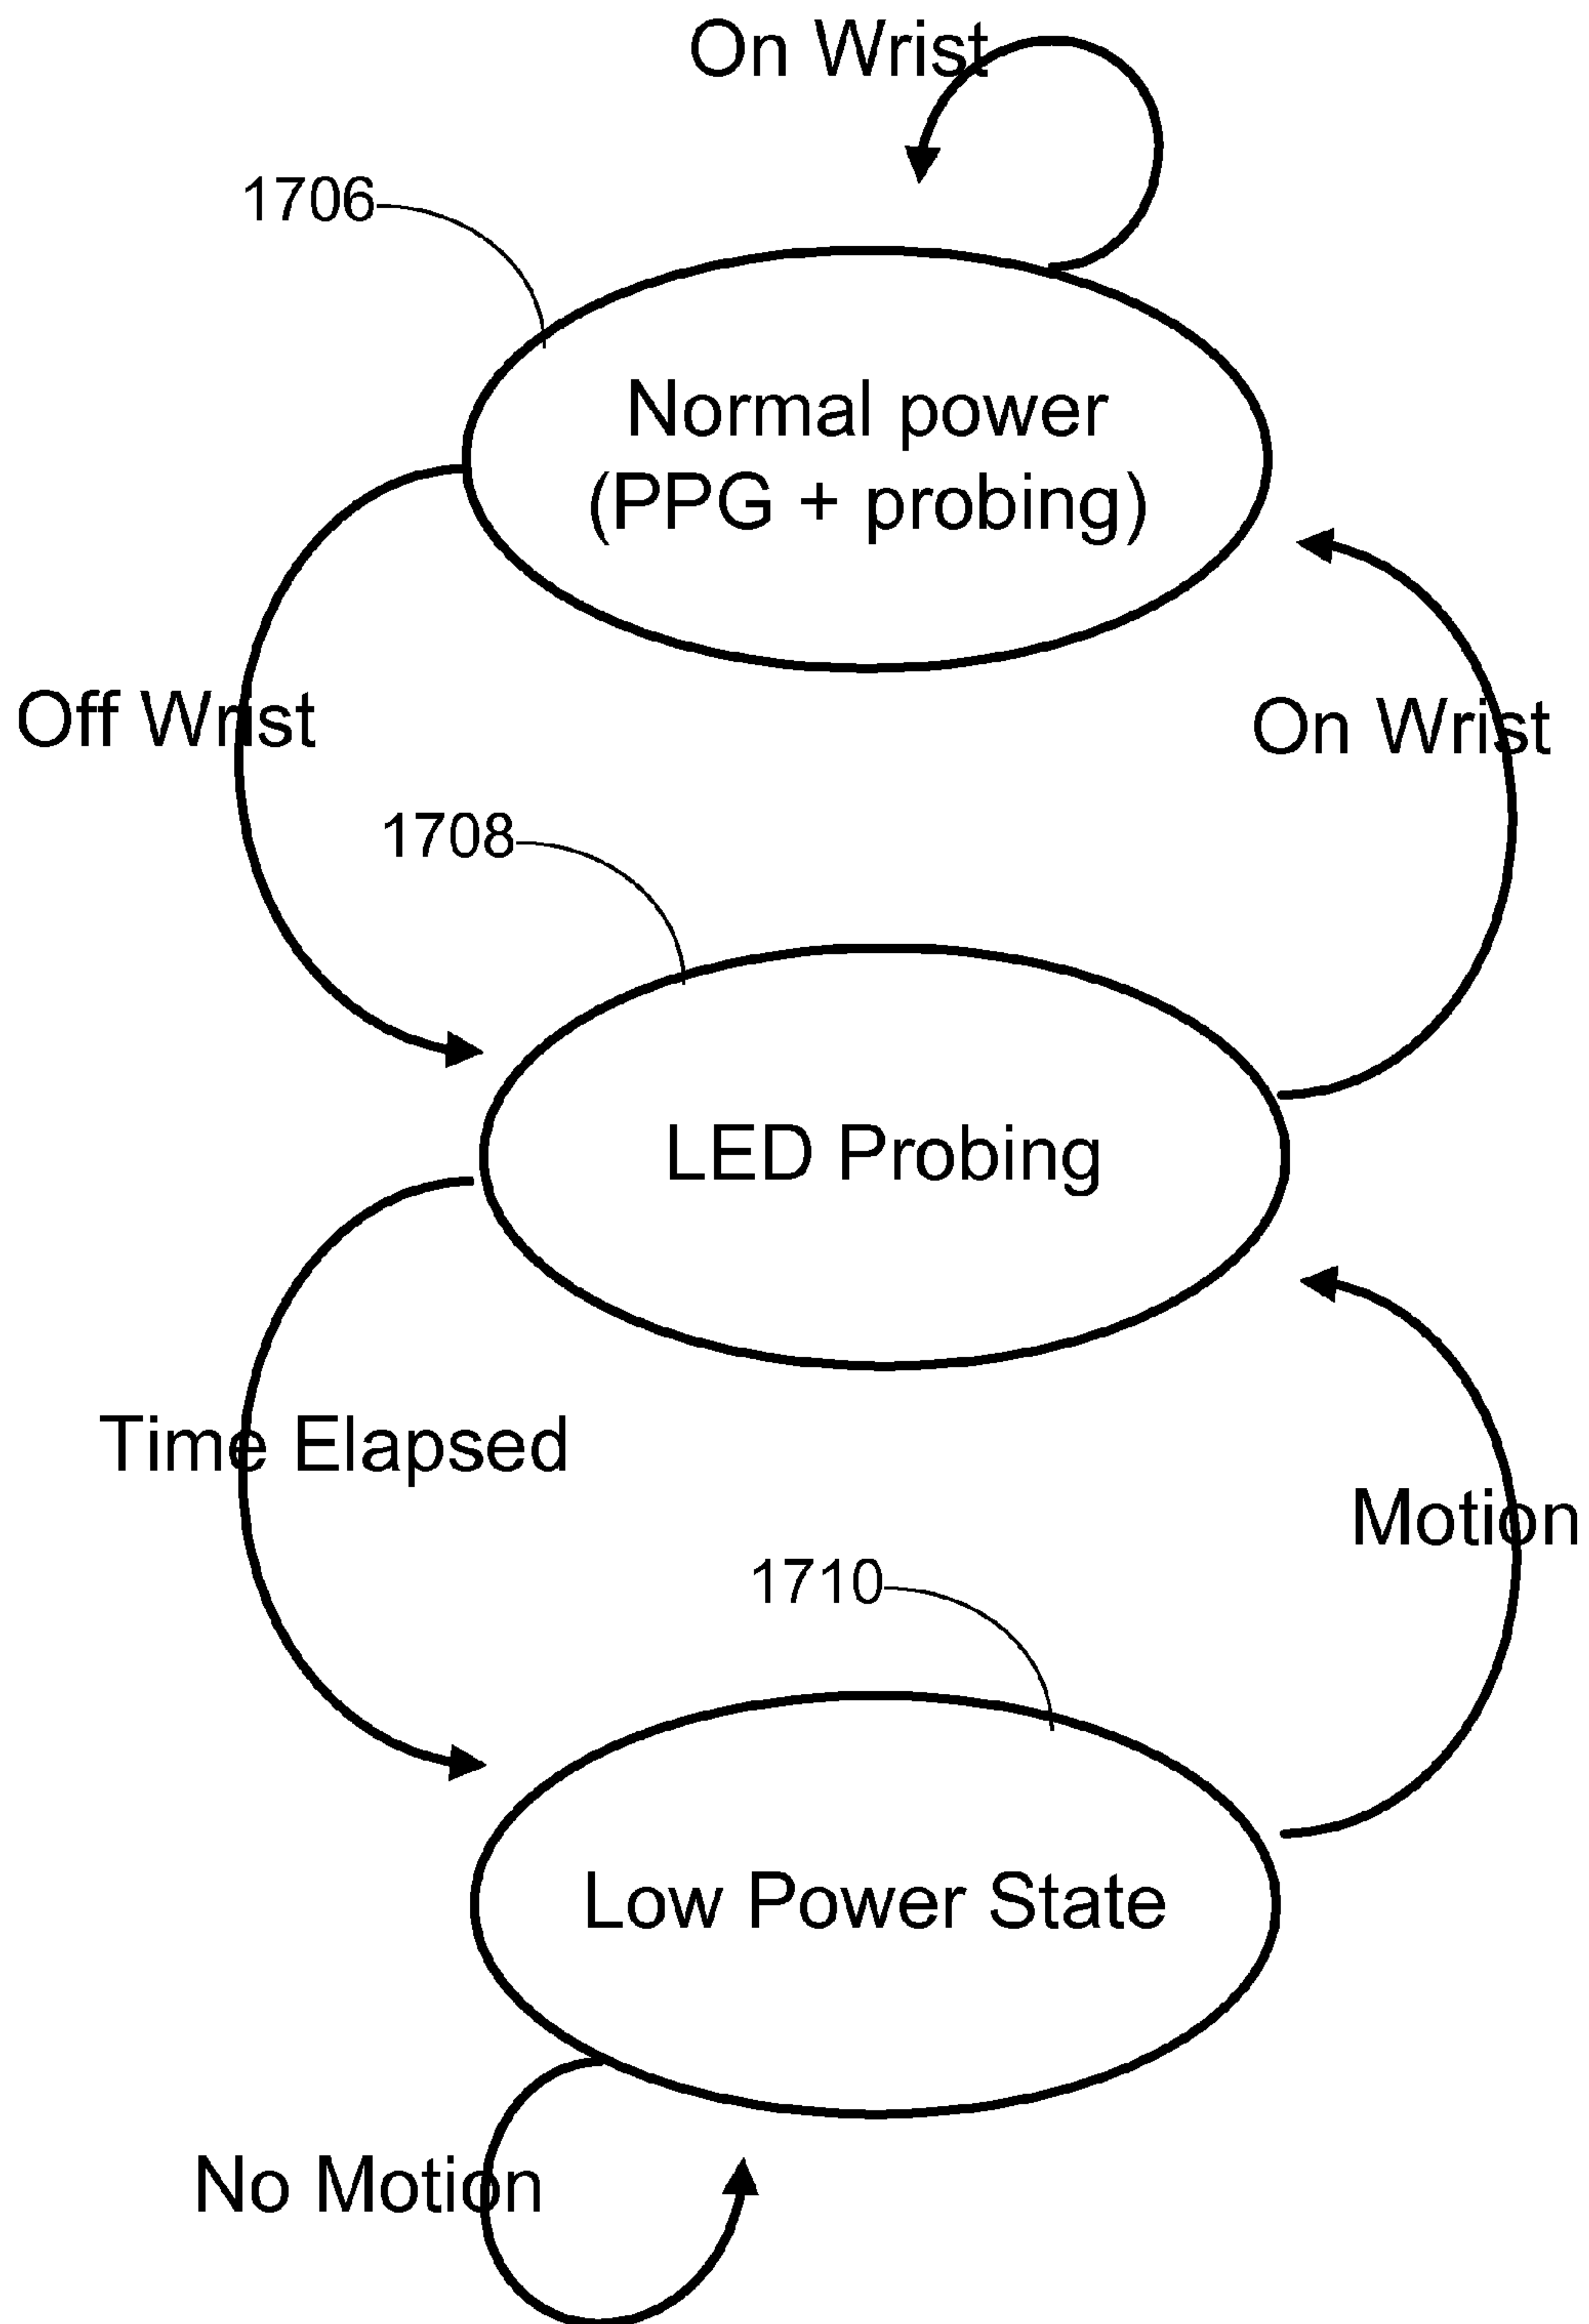 On Wrist
1706
Normal power
(PPG + probing)
Off Wrist
On Wrist
1708
LED Probing
Time Elapsed
Motion
1710
Low Power State
No Motion